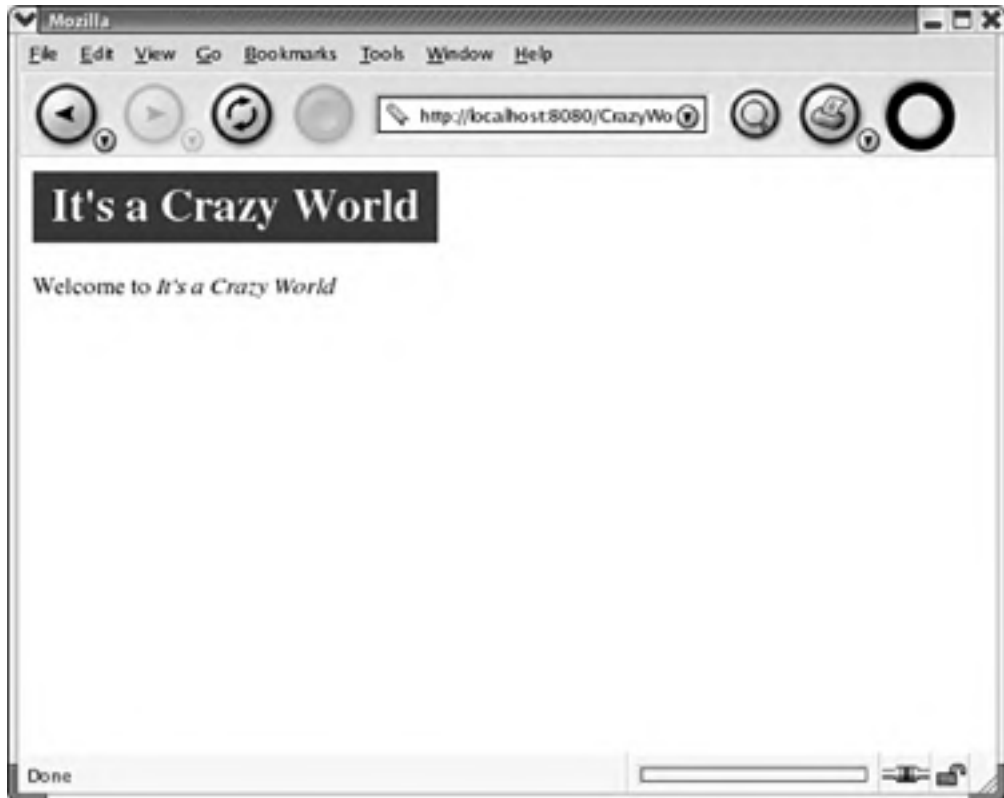 Mozilla
File Edit View Go Bookmarks Tools Window Help
http://localhost:8080/CrazyWo
It's a Crazy World
Welcome to It's a Crazy World
Done